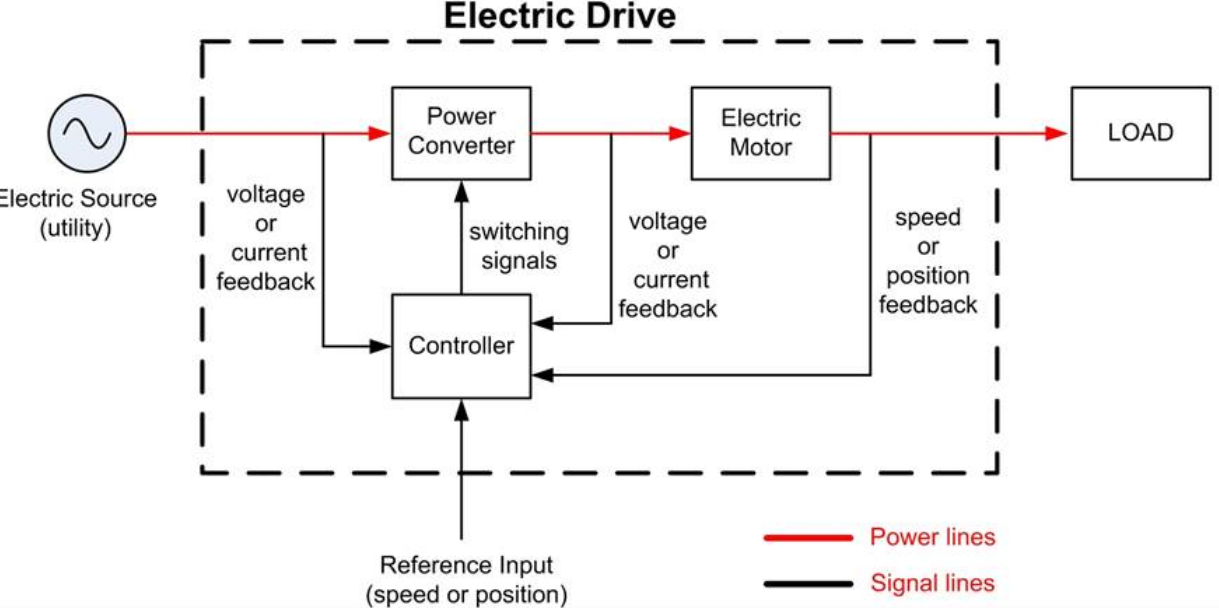 Electric Drive
Power
Converter
Electric
Motor
LOAD
Electric Source
(utility)
voltage
or
current
feedback
switching
signals
voltage
or
current
feedback
speed
or
position
feedback
Controller
Reference Input
(speed or position)
Power lines
Signal lines